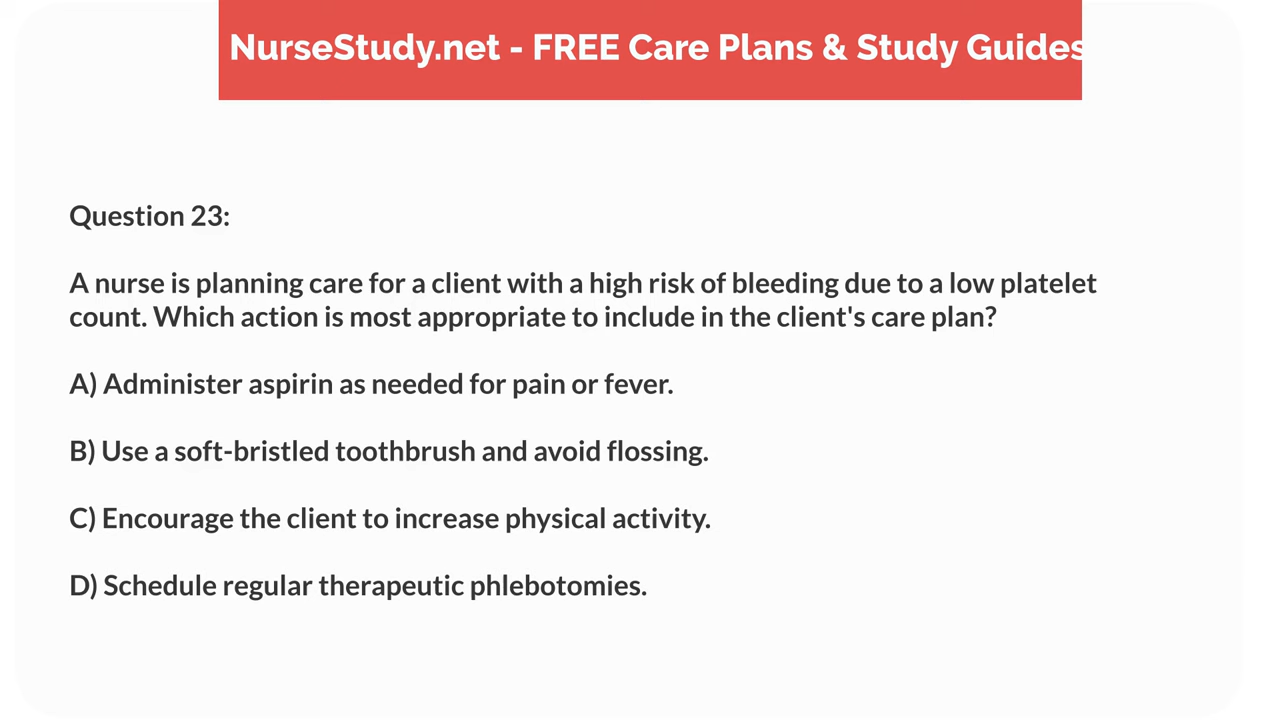 NurseStudy.net - FREE Care Plans & Study Guides
Question 23:
A nurse is planning care for a client with a high risk of bleeding due to a low platelet
count. Which action is most appropriate to include in the client's care plan?
A) Administer aspirin as needed for pain or fever.
B) Use a soft-bristled toothbrush and avoid flossing.
C) Encourage the client to increase physical activity.
D) Schedule regular therapeutic phlebotomies.